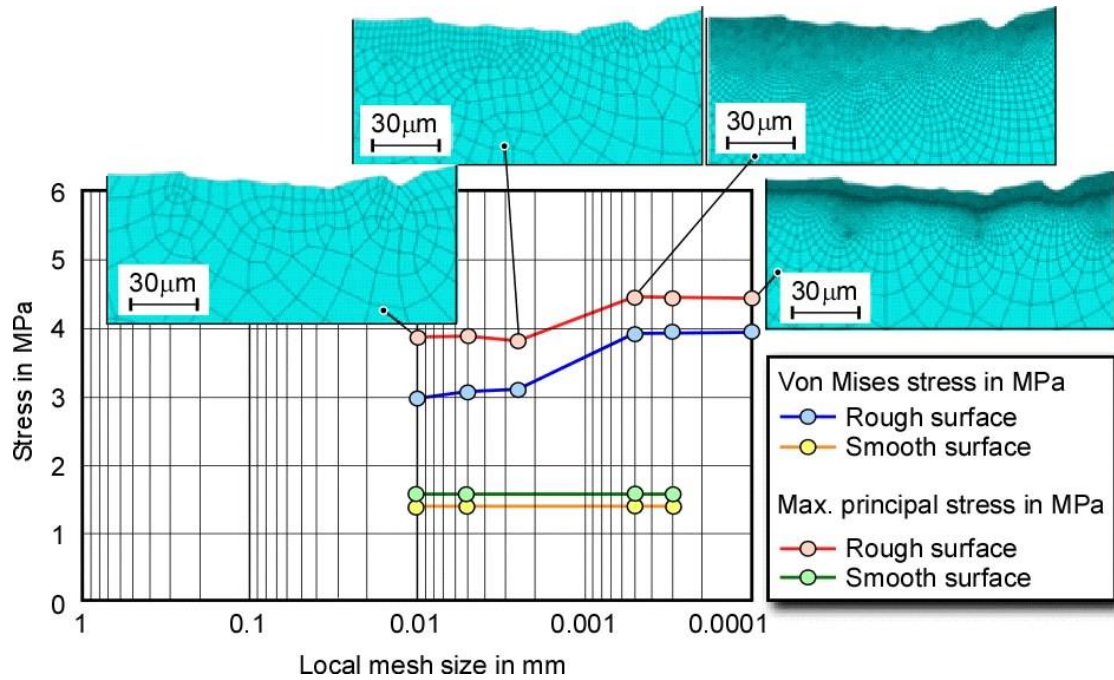 30µm
30µm
30µm
30µm
6
5
4
3
2
1
0
Stress in MPa
1
0.1
0.01
0.001
0.0001
Local mesh size in mm
Von Mises stress in MPa
Rough surface
Smooth surface
Max. principal stress in MPa
Rough surface
Smooth surface